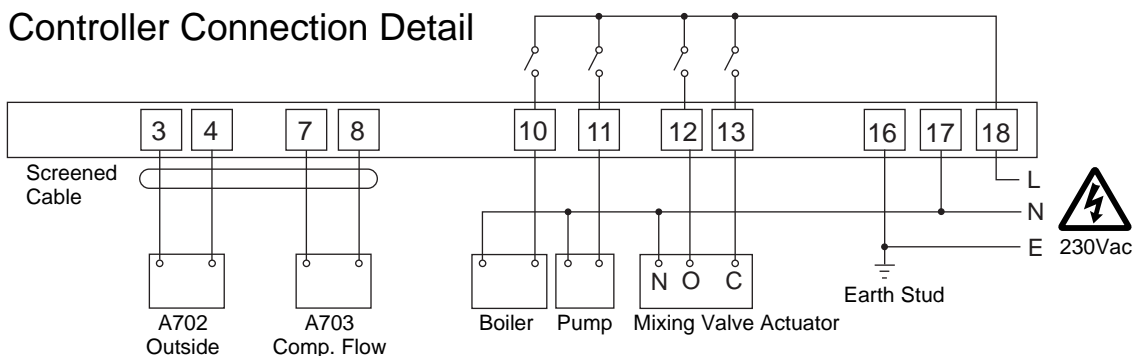 Controller Connection Detail
3 4 7 8 10 11 12 13 16 17 18
Screened
Cable
L
N
E
230Vac
N O C
Earth Stud
A702
Outside
A703
Comp. Flow
Boiler
Pump
Mixing Valve Actuator